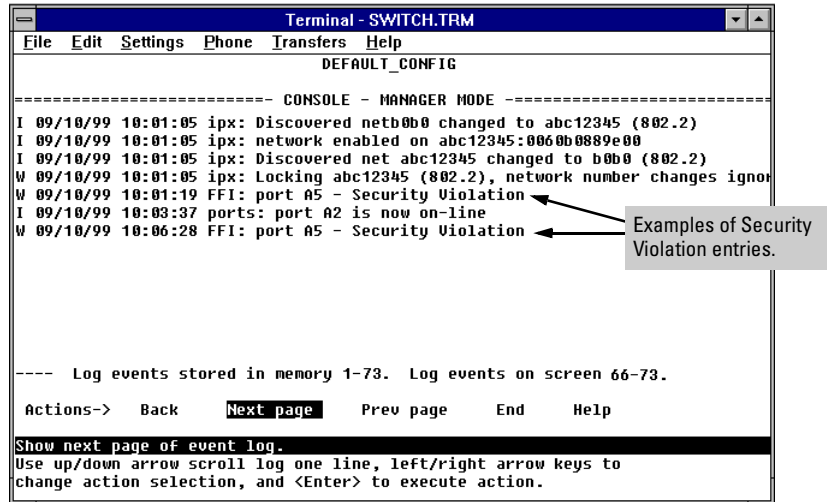 Terminal - SWITCH.TRM
File Edit Settings Phone Transfers Help
DEFAULT_CONFIG
==========================- CONSOLE - MANAGER MODE -===========================
I 09/10/99 10:01:05 ipx: Discovered netb0b0 changed to abc12345 (802.2)
I 09/10/99 10:01:05 ipx: network enabled on abc12345:0060b0889e00
I 09/10/99 10:01:05 ipx: Discovered net abc12345 changed to b0b0 (802.2)
W 09/10/99 10:01:05 ipx: Locking abc12345 (802.2), network number changes ignor
W 09/10/99 10:01:19 FFI: port A5 - Security Violation
I 09/10/99 10:03:37 ports: port A2 is now on-line
W 09/10/99 10:06:28 FFI: port A5 - Security Violation
Examples of Security
Violation entries.
---- Log events stored in memory 1-73. Log events on screen 66-73.
Actions-> Back Next page Prev page End Help
Show next page of event log.
Use up/down arrow scroll log one line, left/right arrow keys to
change action selection, and <Enter> to execute action.